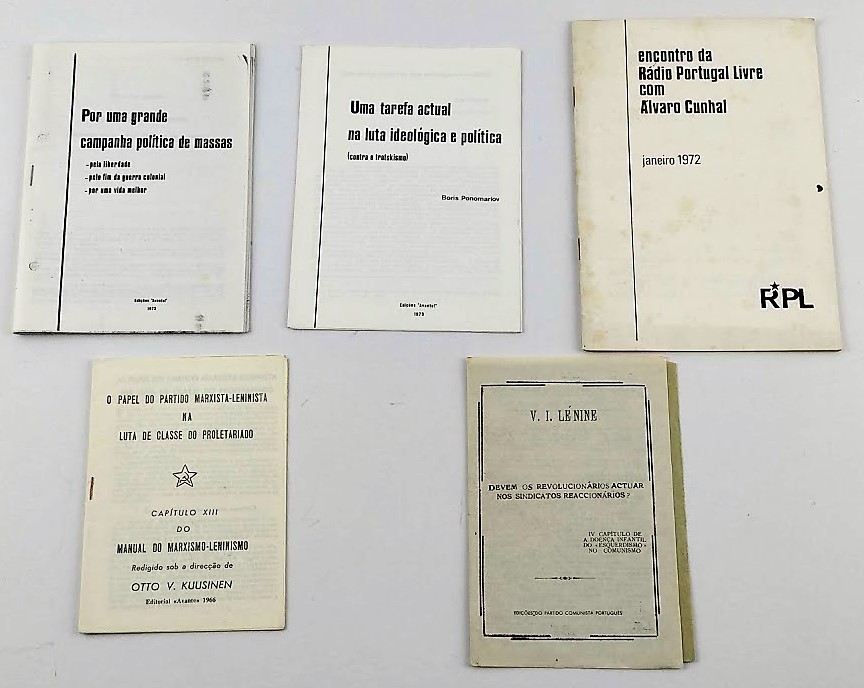 Por uma grande
campanha política de massas
-pela liberdade
-pelo fim da guerra colonial
-por uma vida melhor
Edições "Avante!"
1973
Uma tarefa actual
na luta ideológica e política
(contra o trotskismo)
Boris Ponomariov
Edições "Avante!"
1973
encontro da
Rádio Portugal Livre
com
Álvaro Cunhal
janeiro 1972
RPL
O PAPEL DO PARTIDO MARXISTA-LENINISTA
NA
LUTA DE CLASSE DO PROLETARIADO
CAPÍTULO XIII
DO
MANUAL DO MARXISMO-LENINISMO
Redigido sob a direcção de
OTTO V. KUUSINEN
Editorial «Avante» 1966
V. I. LÉNINE
DEVEM OS REVOLUCIONÁRIOS ACTUAR
NOS SINDICATOS REACCIONÁRIOS?
IV CAPÍTULO DE
A DOENÇA INFANTIL
DO «ESQUERDISMO»
NO COMUNISMO
EDIÇÕES DO PARTIDO COMUNISTA PORTUGUÊS